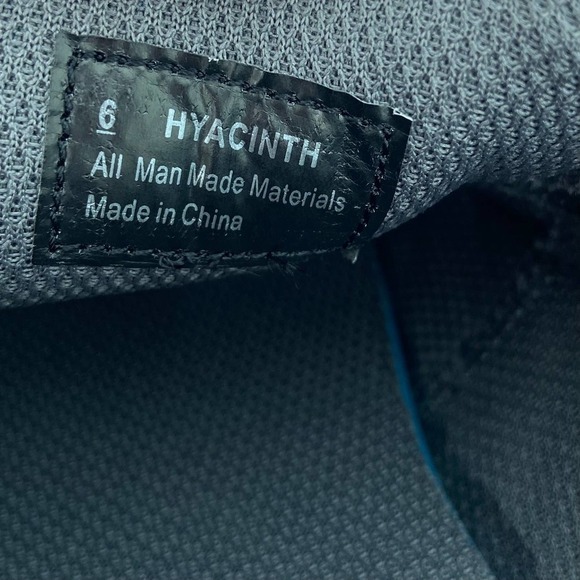 6 HYACINTH
All Man Made Materials
Made in China